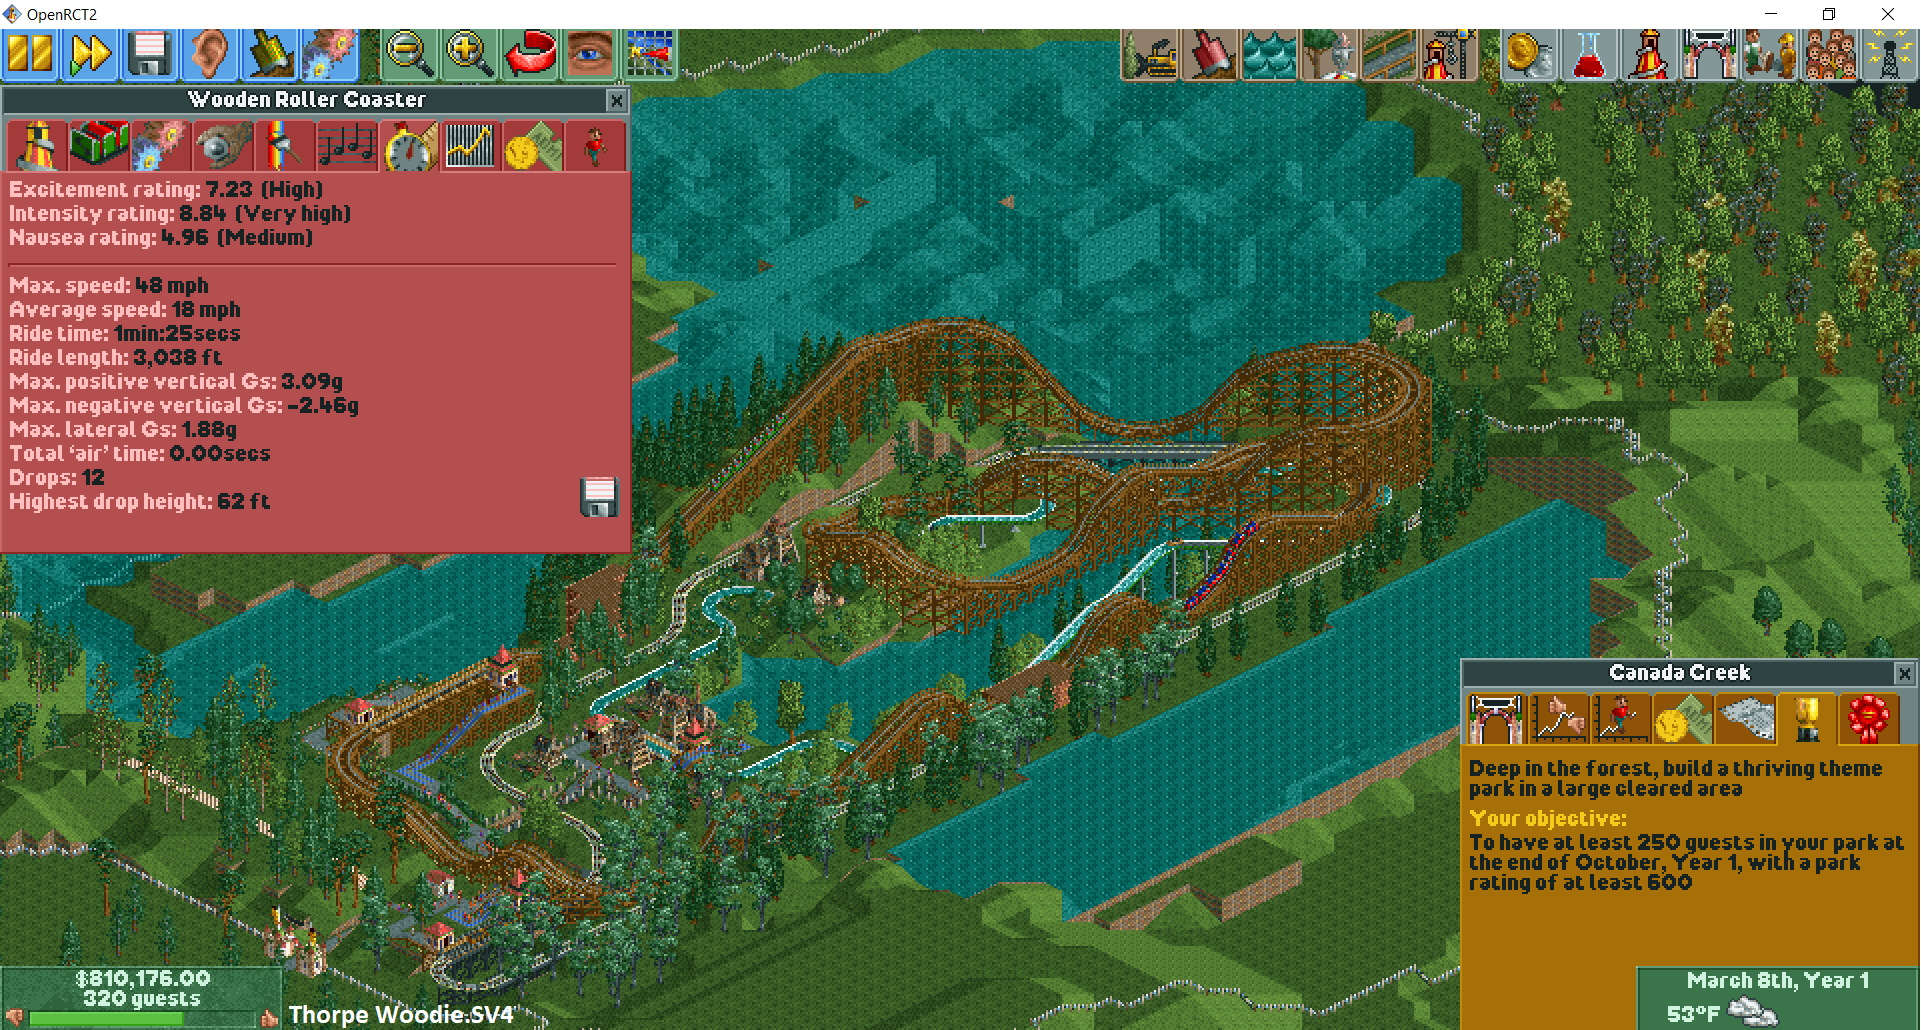 OpenRCT2
Wooden Roller Coaster
Excitement rating: 7.23 (High)
Intensity rating: 8.84 (Very high)
Nausea rating: 4.96 (Medium)
Max. speed: 48 mph
Average speed: 18 mph
Ride time: 1min:25secs
Ride length: 3,038 ft
Max. positive vertical Gs: 3.09g
Max. negative vertical Gs: -2.46g
Max. lateral Gs: 1.88g
Total 'air' time: 0.00secs
Drops: 12
Highest drop height: 62 ft
Canada Creek
Deep in the forest, build a thriving theme
park in a large cleared area
Your objective:
To have at least 250 guests in your park at
the end of October, Year 1, with a park
rating of at least 600
$810,176.00
320 guests
Thorpe Woodie.SV4
March 8th, Year 1
53°F